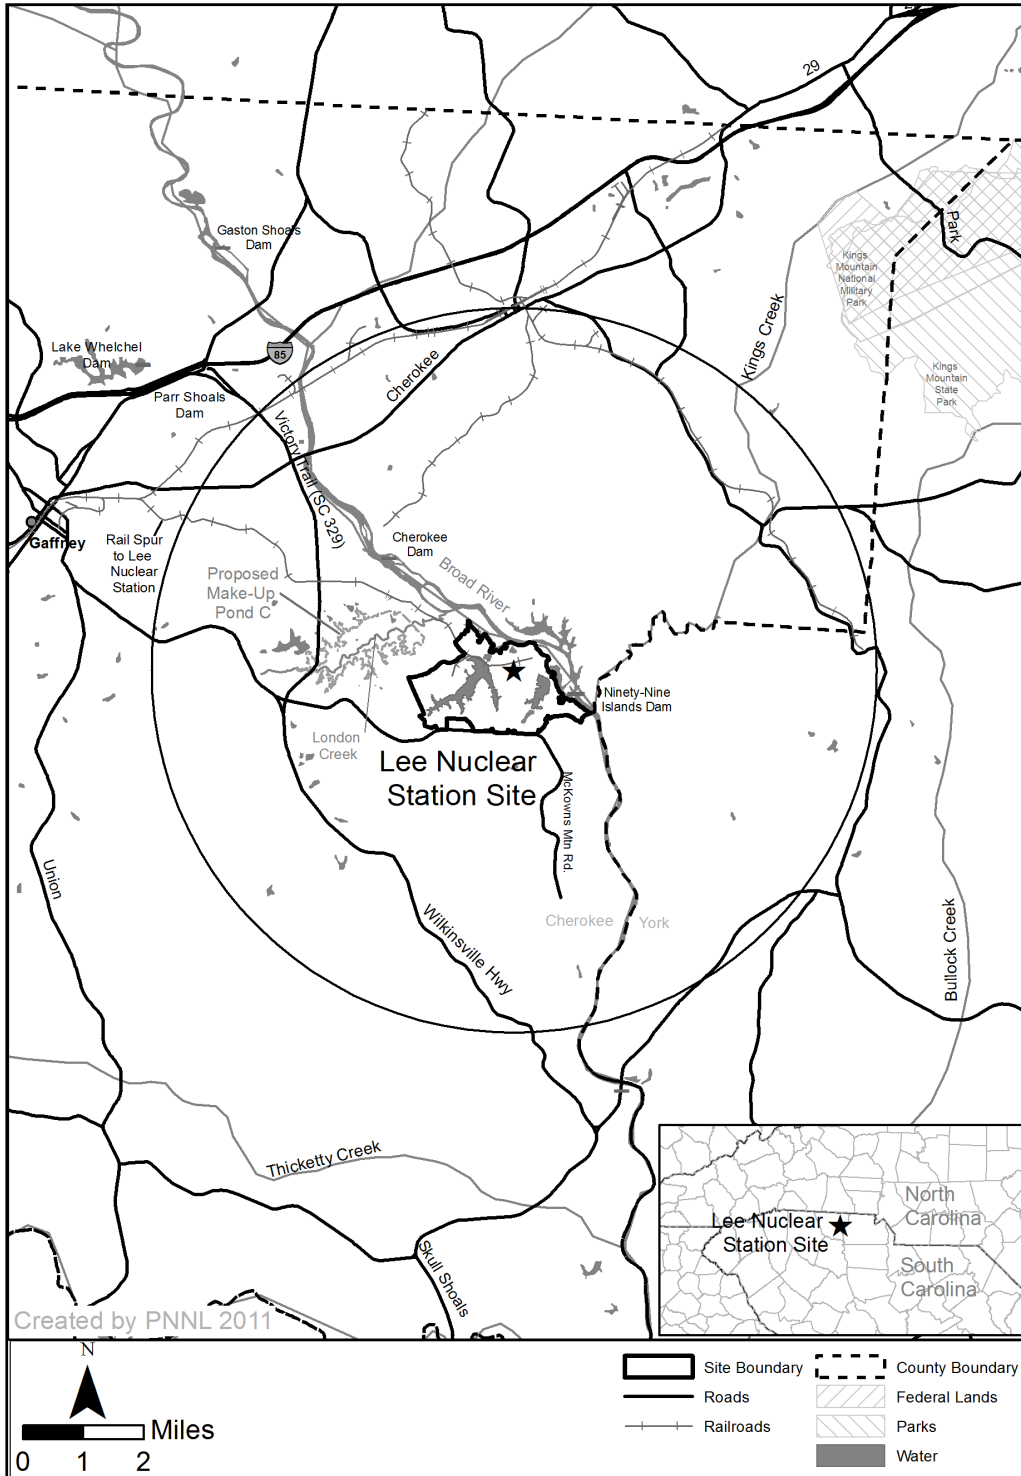 29
Gaston Shoals
Dam
Park
Kings
Mountain
National
Military
Park
Kings Creek
Lake Whelchel
Dam
85
Cherokee
Kings
Mountain
State
Park
Parr Shoals
Dam
Victory Trail (SC 329)
Gaffney
Rail Spur
to Lee
Nuclear
Station
Cherokee
Dam
Broad River
Proposed
Make-Up
Pond C
Ninety-Nine
Islands Dam
London
Creek
Lee Nuclear
Station Site
McKowns Mtn Rd.
Union
Wilkinsville Hwy
Cherokee
York
Bullock Creek
Thicketty Creek
Skull Shoals
North
Carolina
Lee Nuclear
Station Site
South
Carolina
Created by PNNL 2011
N
Miles
0 1 2
Site Boundary
Roads
Railroads
County Boundary
Federal Lands
Parks
Water